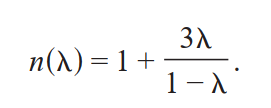 n(λ) = 1 + 3λ / (1 − λ).